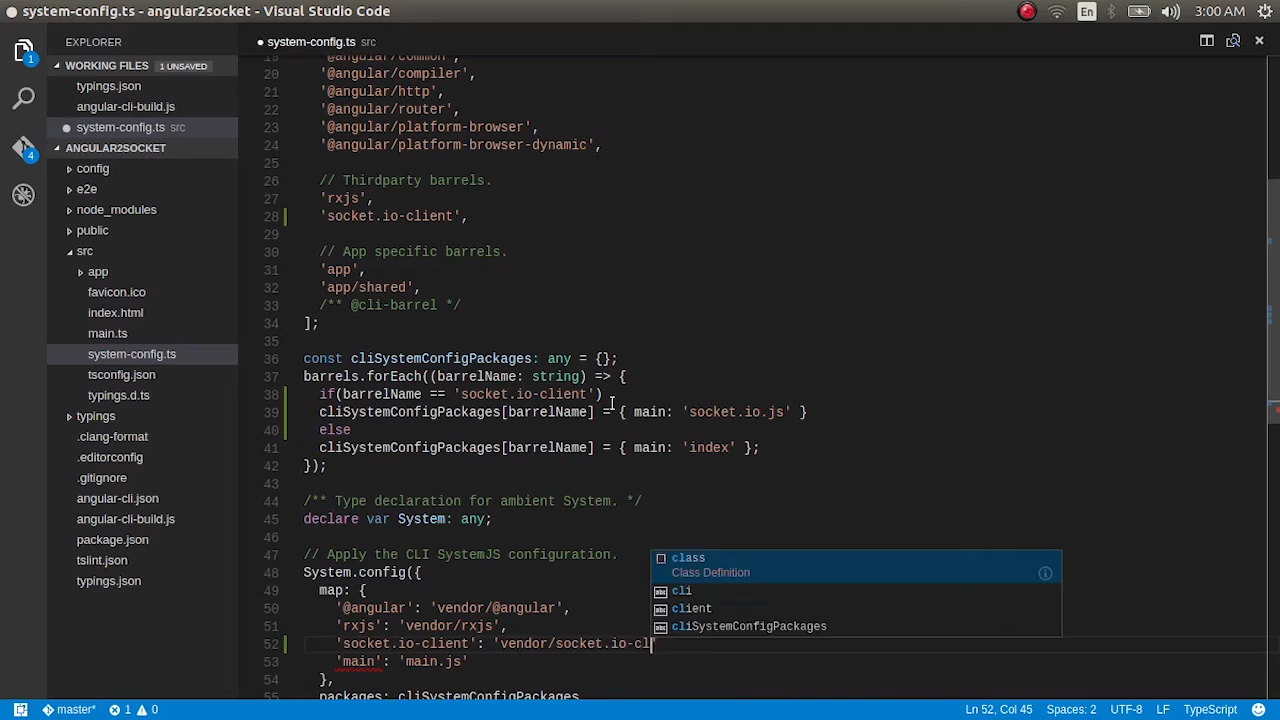 system-config.ts - angular2socket - Visual Studio Code
En
3:00 AM
EXPLORER
1
4
WORKING FILES 1 UNSAVED
typings.json
angular-cli-build.js
system-config.ts src
ANGULAR2SOCKET
config
e2e
node_modules
public
src
app
favicon.ico
index.html
main.ts
system-config.ts
tsconfig.json
typings.d.ts
typings
.clang-format
.editorconfig
.gitignore
angular-cli.json
angular-cli-build.js
package.json
tslint.json
typings.json
system-config.ts src
19 '@angular/common',
20 '@angular/compiler',
21 '@angular/http',
22 '@angular/router',
23 '@angular/platform-browser',
24 '@angular/platform-browser-dynamic',
25
26 // Thirdparty barrels.
27 'rxjs',
28 'socket.io-client',
29
30 // App specific barrels.
31 'app',
32 'app/shared',
33 /** @cli-barrel */
34 ];
35
36 const cliSystemConfigPackages: any = {};
37 barrels.forEach((barrelName: string) => {
38 if(barrelName == 'socket.io-client')
39 cliSystemConfigPackages[barrelName] = { main: 'socket.io.js' }
40 else
41 cliSystemConfigPackages[barrelName] = { main: 'index' };
42 });
43
44 /** Type declaration for ambient System. */
45 declare var System: any;
46
47 // Apply the CLI SystemJS configuration.
48 System.config({
49 map: {
50 '@angular': 'vendor/@angular',
51 'rxjs': 'vendor/rxjs',
52 'socket.io-client': 'vendor/socket.io-cl'
53 'main': 'main.js'
54 },
55 packages: cliSystemConfigPackages
class
Class Definition
cli
client
cliSystemConfigPackages
master* 1 0
Ln 52, Col 45
Spaces: 2
UTF-8
LF
TypeScript